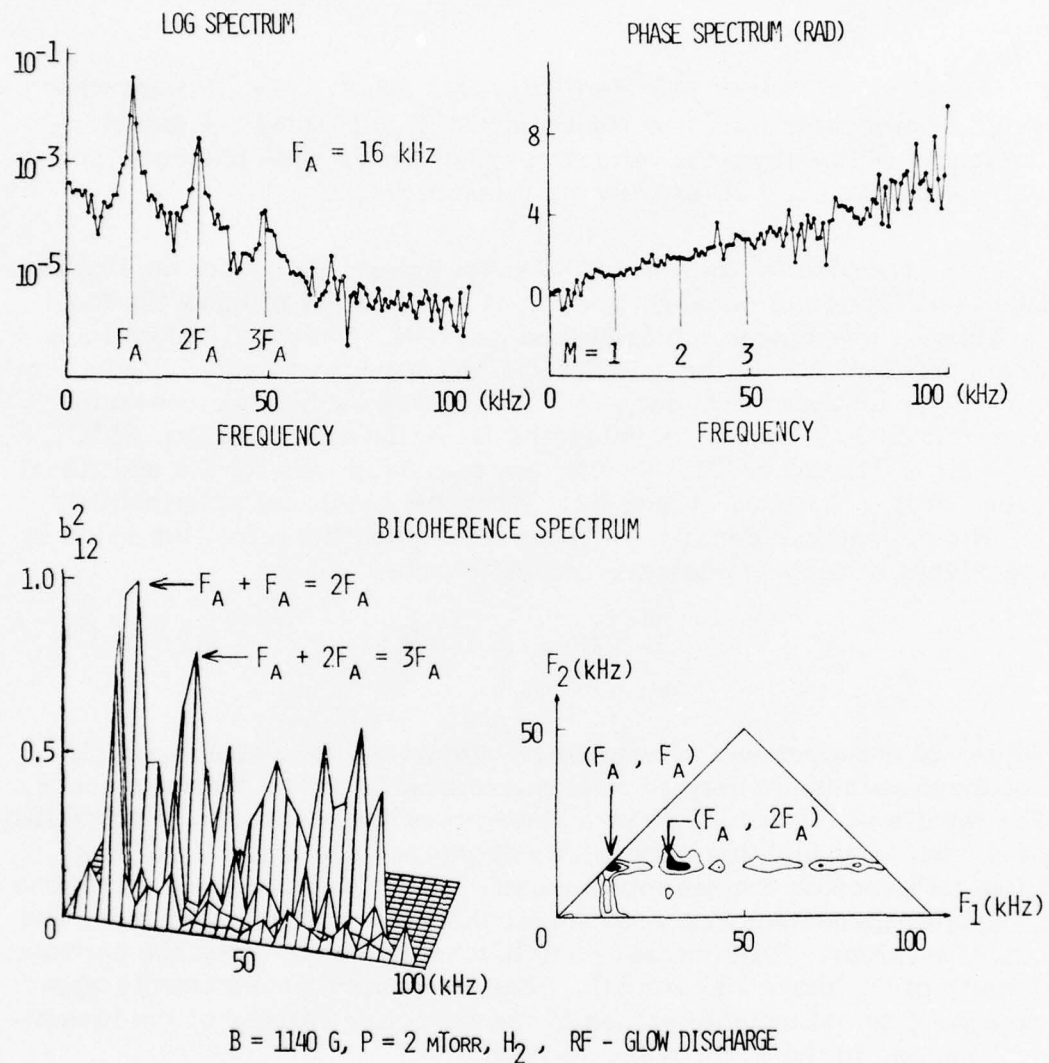 LOG SPECTRUM
10^-1
10^-3
10^-5
F_A = 16 kHz
F_A 2F_A 3F_A
0 50 100 (kHz)
FREQUENCY
PHASE SPECTRUM (RAD)
8
4
0
M = 1 2 3
0 50 100 (kHz)
FREQUENCY
BICOHERENCE SPECTRUM
b^2_12
1.0
0.5
0
F_A + F_A = 2F_A
F_A + 2F_A = 3F_A
50
100(kHz)
F_2(kHz)
50
(F_A , F_A)
(F_A , 2F_A)
F_1(kHz)
0 50 100
B = 1140 G, P = 2 mTORR, H_2 , RF - GLOW DISCHARGE